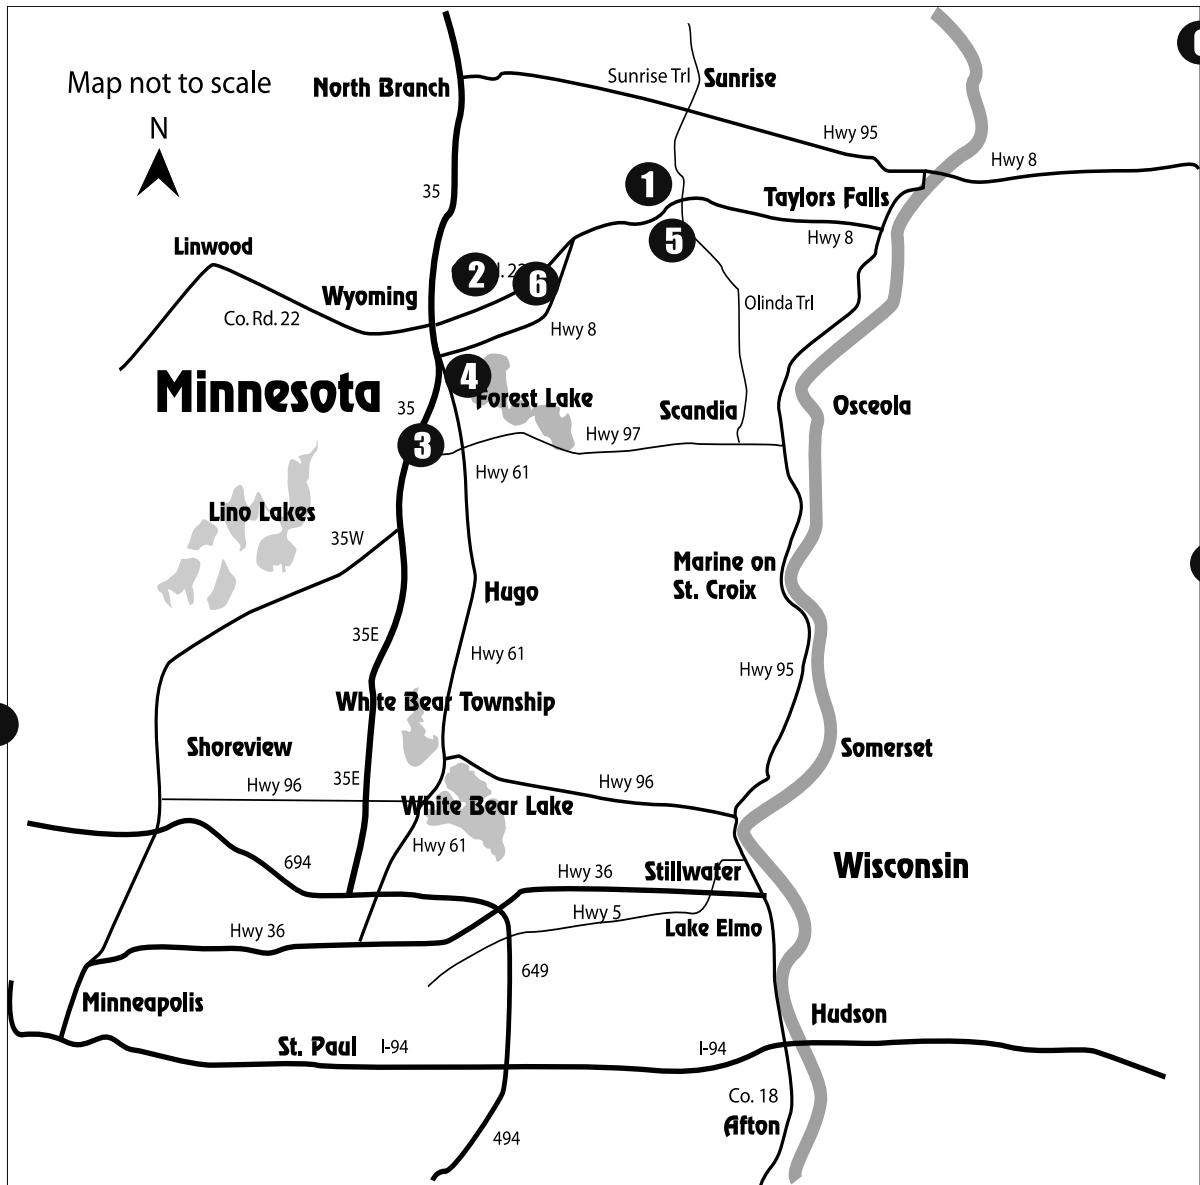 Map not to scale
N
North Branch
Sunrise Trl
Sunrise
Hwy 95
Hwy 8
35
1
Taylors Falls
Hwy 8
5
Linwood
2
6
Wyoming
Co. Rd. 22
Olinda Trl
Hwy 8
Minnesota
4
Forest Lake
35
Scandia
Osceola
3
Hwy 97
Hwy 61
Lino Lakes
35W
Marine on
St. Croix
Hugo
35E
Hwy 61
Hwy 95
White Bear Township
Shoreview
Somerset
35E
Hwy 96
Hwy 96
White Bear Lake
Hwy 61
694
Hwy 36
Stillwater
Wisconsin
Hwy 5
Lake Elmo
Hwy 36
649
Minneapolis
Hudson
St. Paul
I-94
I-94
Co. 18
Afton
494